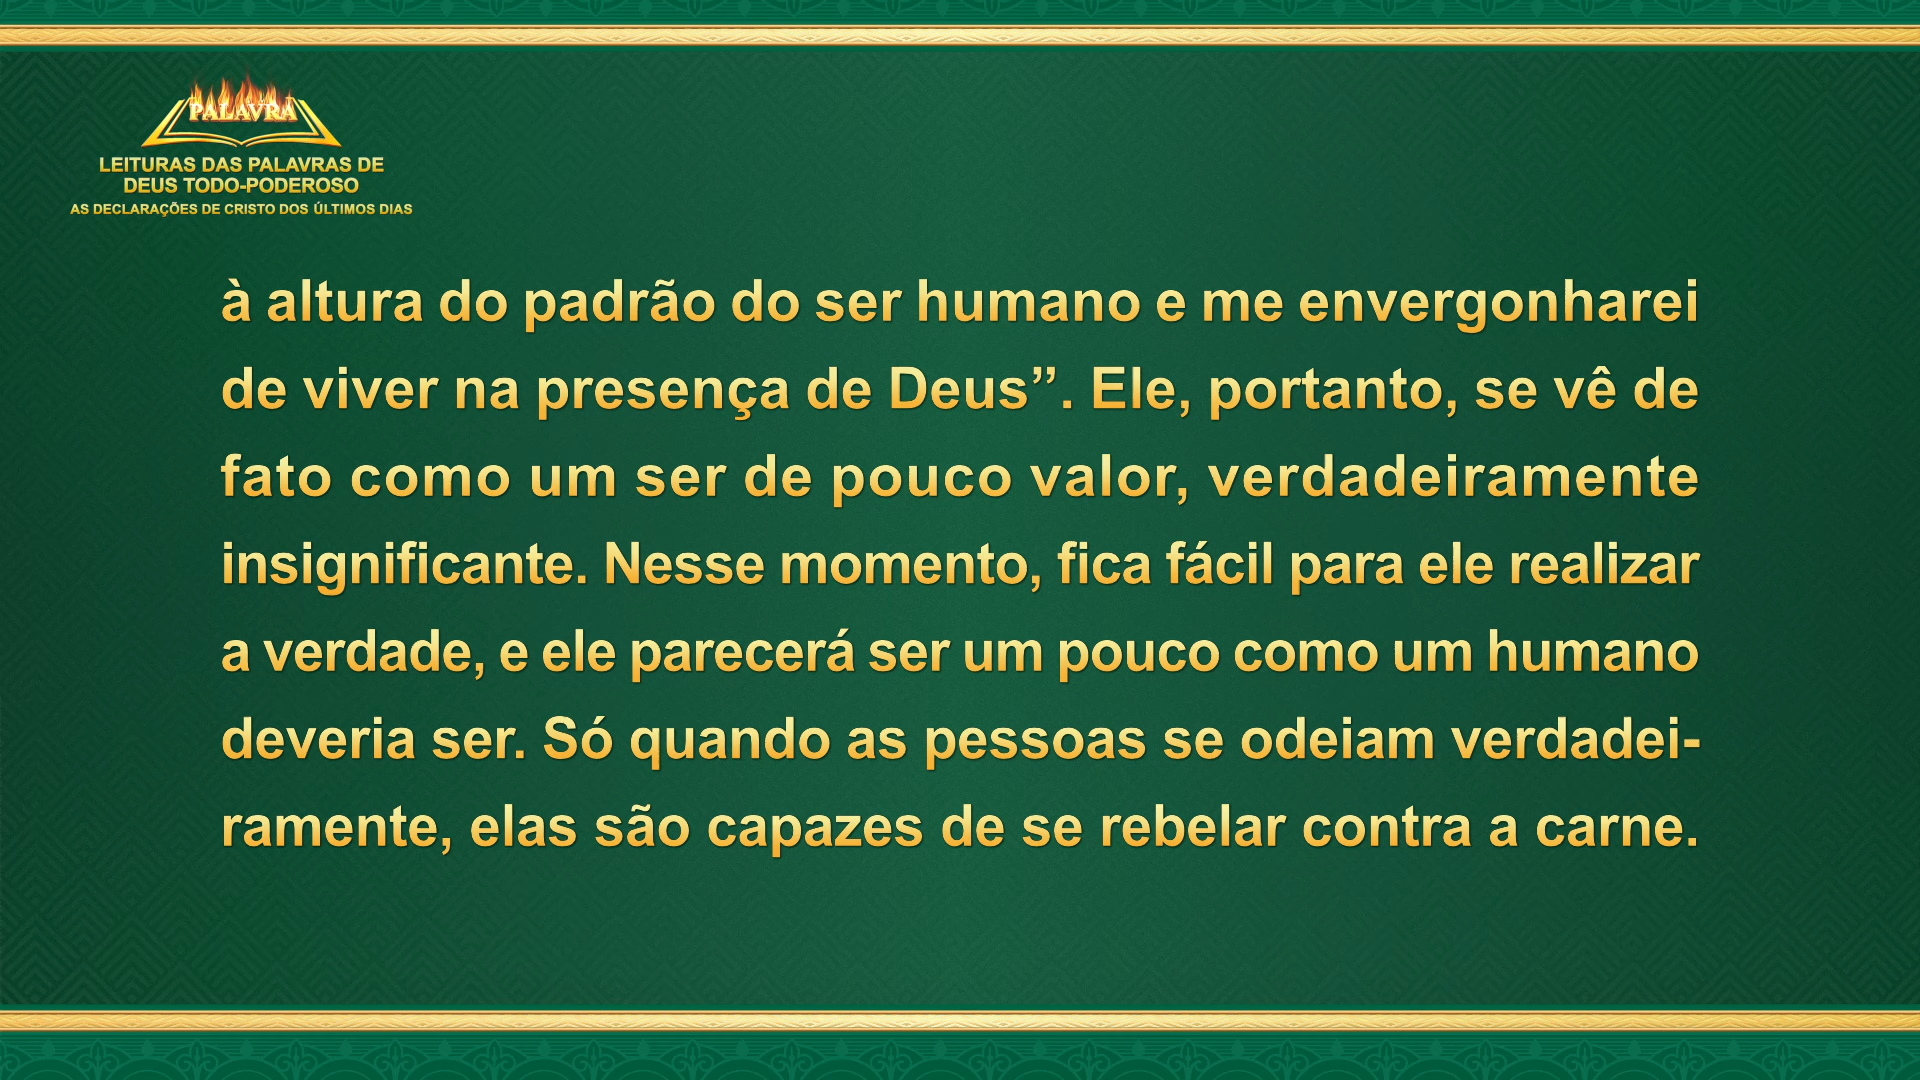 PALAVRA
LEITURAS DAS PALAVRAS DE
DEUS TODO-PODEROSO
AS DECLARAÇÕES DE CRISTO DOS ÚLTIMOS DIAS
à altura do padrão do ser humano e me envergonharei
de viver na presença de Deus”. Ele, portanto, se vê de
fato como um ser de pouco valor, verdadeiramente
insignificante. Nesse momento, fica fácil para ele realizar
a verdade, e ele parecerá ser um pouco como um humano
deveria ser. Só quando as pessoas se odeiam verdadei-
ramente, elas são capazes de se rebelar contra a carne.